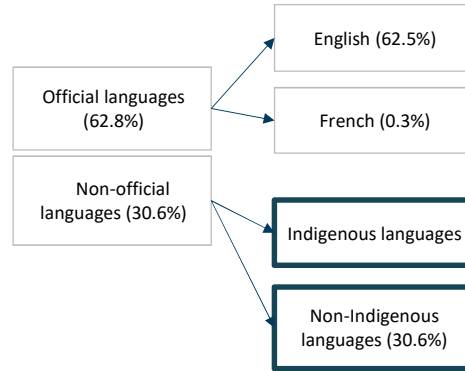 English (62.5%)
Official languages
(62.8%)
French (0.3%)
Non-official
languages (30.6%)
Indigenous languages
Non-Indigenous
languages (30.6%)